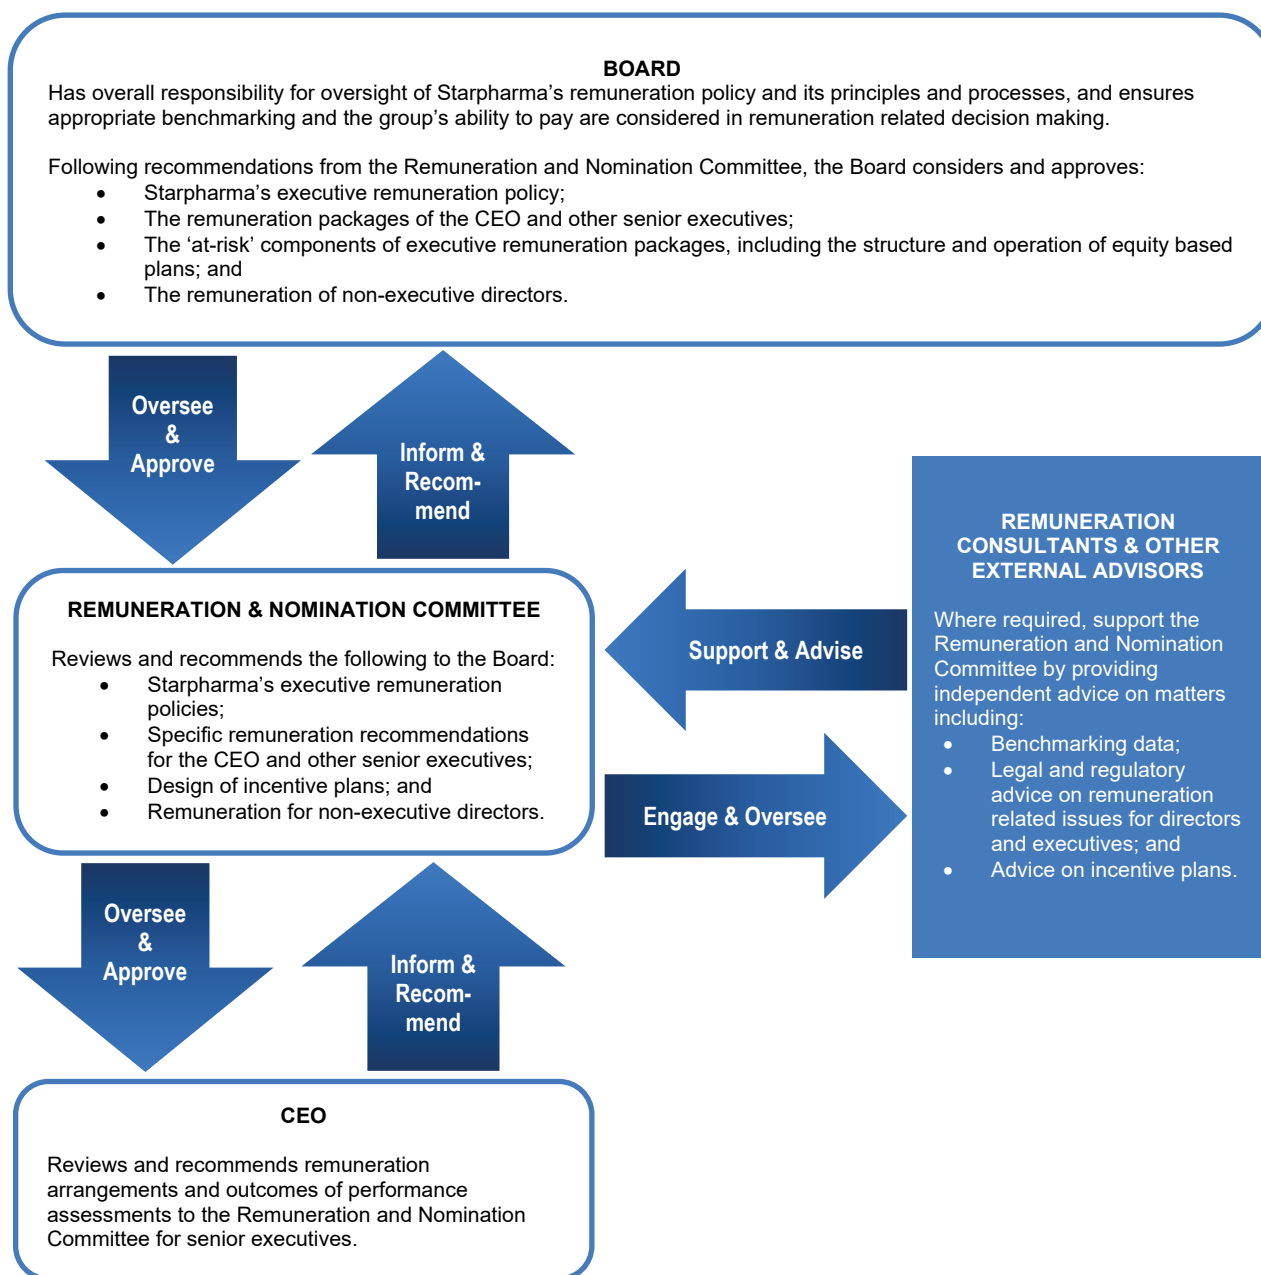 BOARD
Has overall responsibility for oversight of Starpharma’s remuneration policy and its principles and processes, and ensures
appropriate benchmarking and the group’s ability to pay are considered in remuneration related decision making.
Following recommendations from the Remuneration and Nomination Committee, the Board considers and approves:
• Starpharma’s executive remuneration policy;
• The remuneration packages of the CEO and other senior executives;
• The ‘at-risk’ components of executive remuneration packages, including the structure and operation of equity based
plans; and
• The remuneration of non-executive directors.
Oversee
&
Approve
Inform &
Recom-
mend
REMUNERATION & NOMINATION COMMITTEE
Reviews and recommends the following to the Board:
• Starpharma’s executive remuneration
policies;
• Specific remuneration recommendations
for the CEO and other senior executives;
• Design of incentive plans; and
• Remuneration for non-executive directors.
Support & Advise
Engage & Oversee
REMUNERATION
CONSULTANTS & OTHER
EXTERNAL ADVISORS
Where required, support the
Remuneration and Nomination
Committee by providing
independent advice on matters
including:
• Benchmarking data;
• Legal and regulatory
advice on remuneration
related issues for directors
and executives; and
• Advice on incentive plans.
Oversee
&
Approve
Inform &
Recom-
mend
CEO
Reviews and recommends remuneration
arrangements and outcomes of performance
assessments to the Remuneration and Nomination
Committee for senior executives.